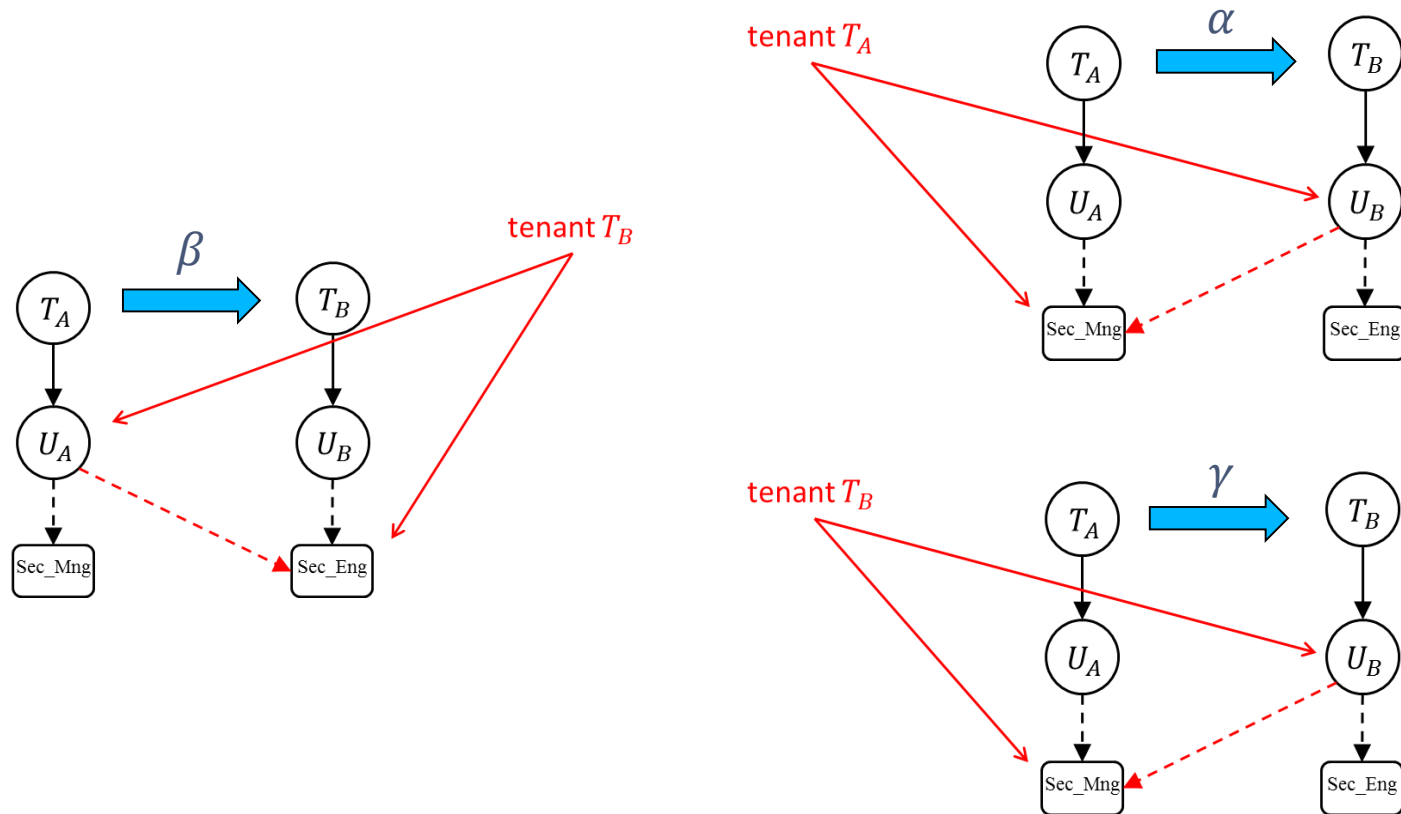 β
T_A
T_B
tenant T_B
U_A
U_B
Sec_Mng
Sec_Eng
tenant T_A
α
T_A
T_B
U_A
U_B
Sec_Mng
Sec_Eng
tenant T_B
γ
T_A
T_B
U_A
U_B
Sec_Mng
Sec_Eng